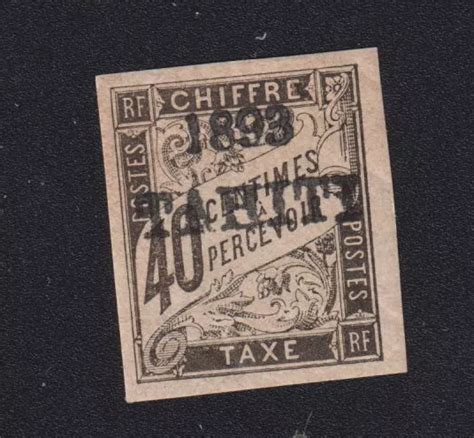 RF CHIFFRE RF
1893
CENTIMES
TAHITI
À
40 PERCEVOIR
POSTES POSTES
TAXE RF